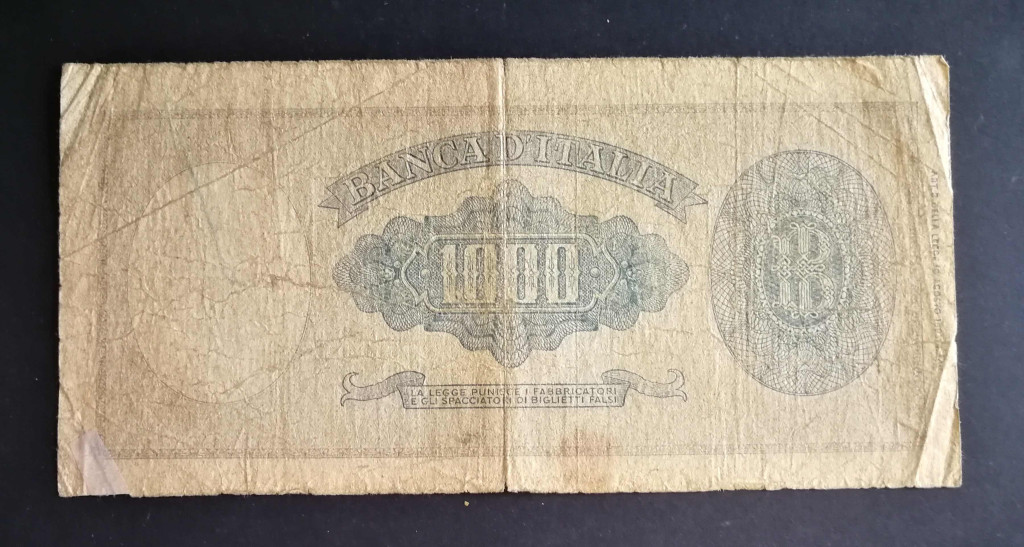 BANCA D'ITALIA
1000
LA LEGGE PUNISCE I FABBRICATORI
E GLI SPACCIATORI DI BIGLIETTI FALSI